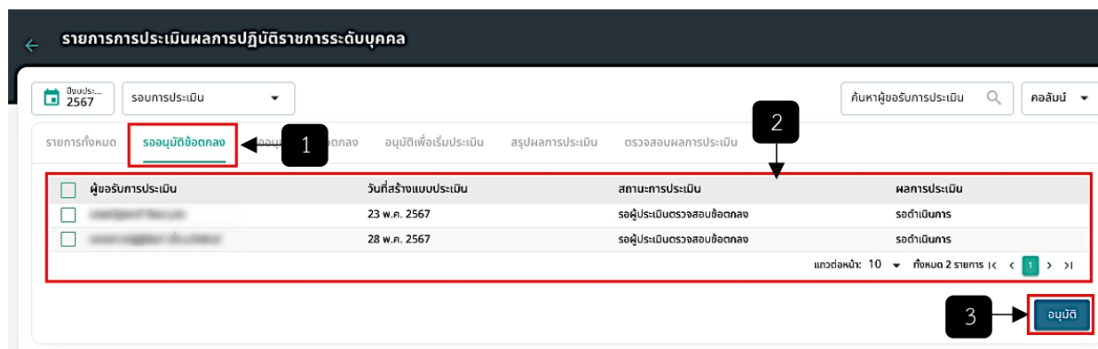 รายการการประเมินผลการปฏิบัติราชการระดับบุคคล
ปีงบประ...
2567
รอบการประเมิน
ค้นหาผู้ขอรับการประเมิน
คอลัมน์
2
รายการทั้งหมด รออนุมัติข้อตกลง 1 ตกลง อนุมัติเพื่อเริ่มประเมิน สรุปผลการประเมิน ตรวจสอบผลการประเมิน
ผู้ขอรับการประเมิน วันที่สร้างแบบประเมิน สถานะการประเมิน ผลการประเมิน
23 พ.ค. 2567 รอผู้ประเมินตรวจสอบข้อตกลง รอดำเนินการ
28 พ.ค. 2567 รอผู้ประเมินตรวจสอบข้อตกลง รอดำเนินการ
แถวต่อหน้า: 10 ทั้งหมด 2 รายการ |< < 1 > >|
3 อนุมัติ